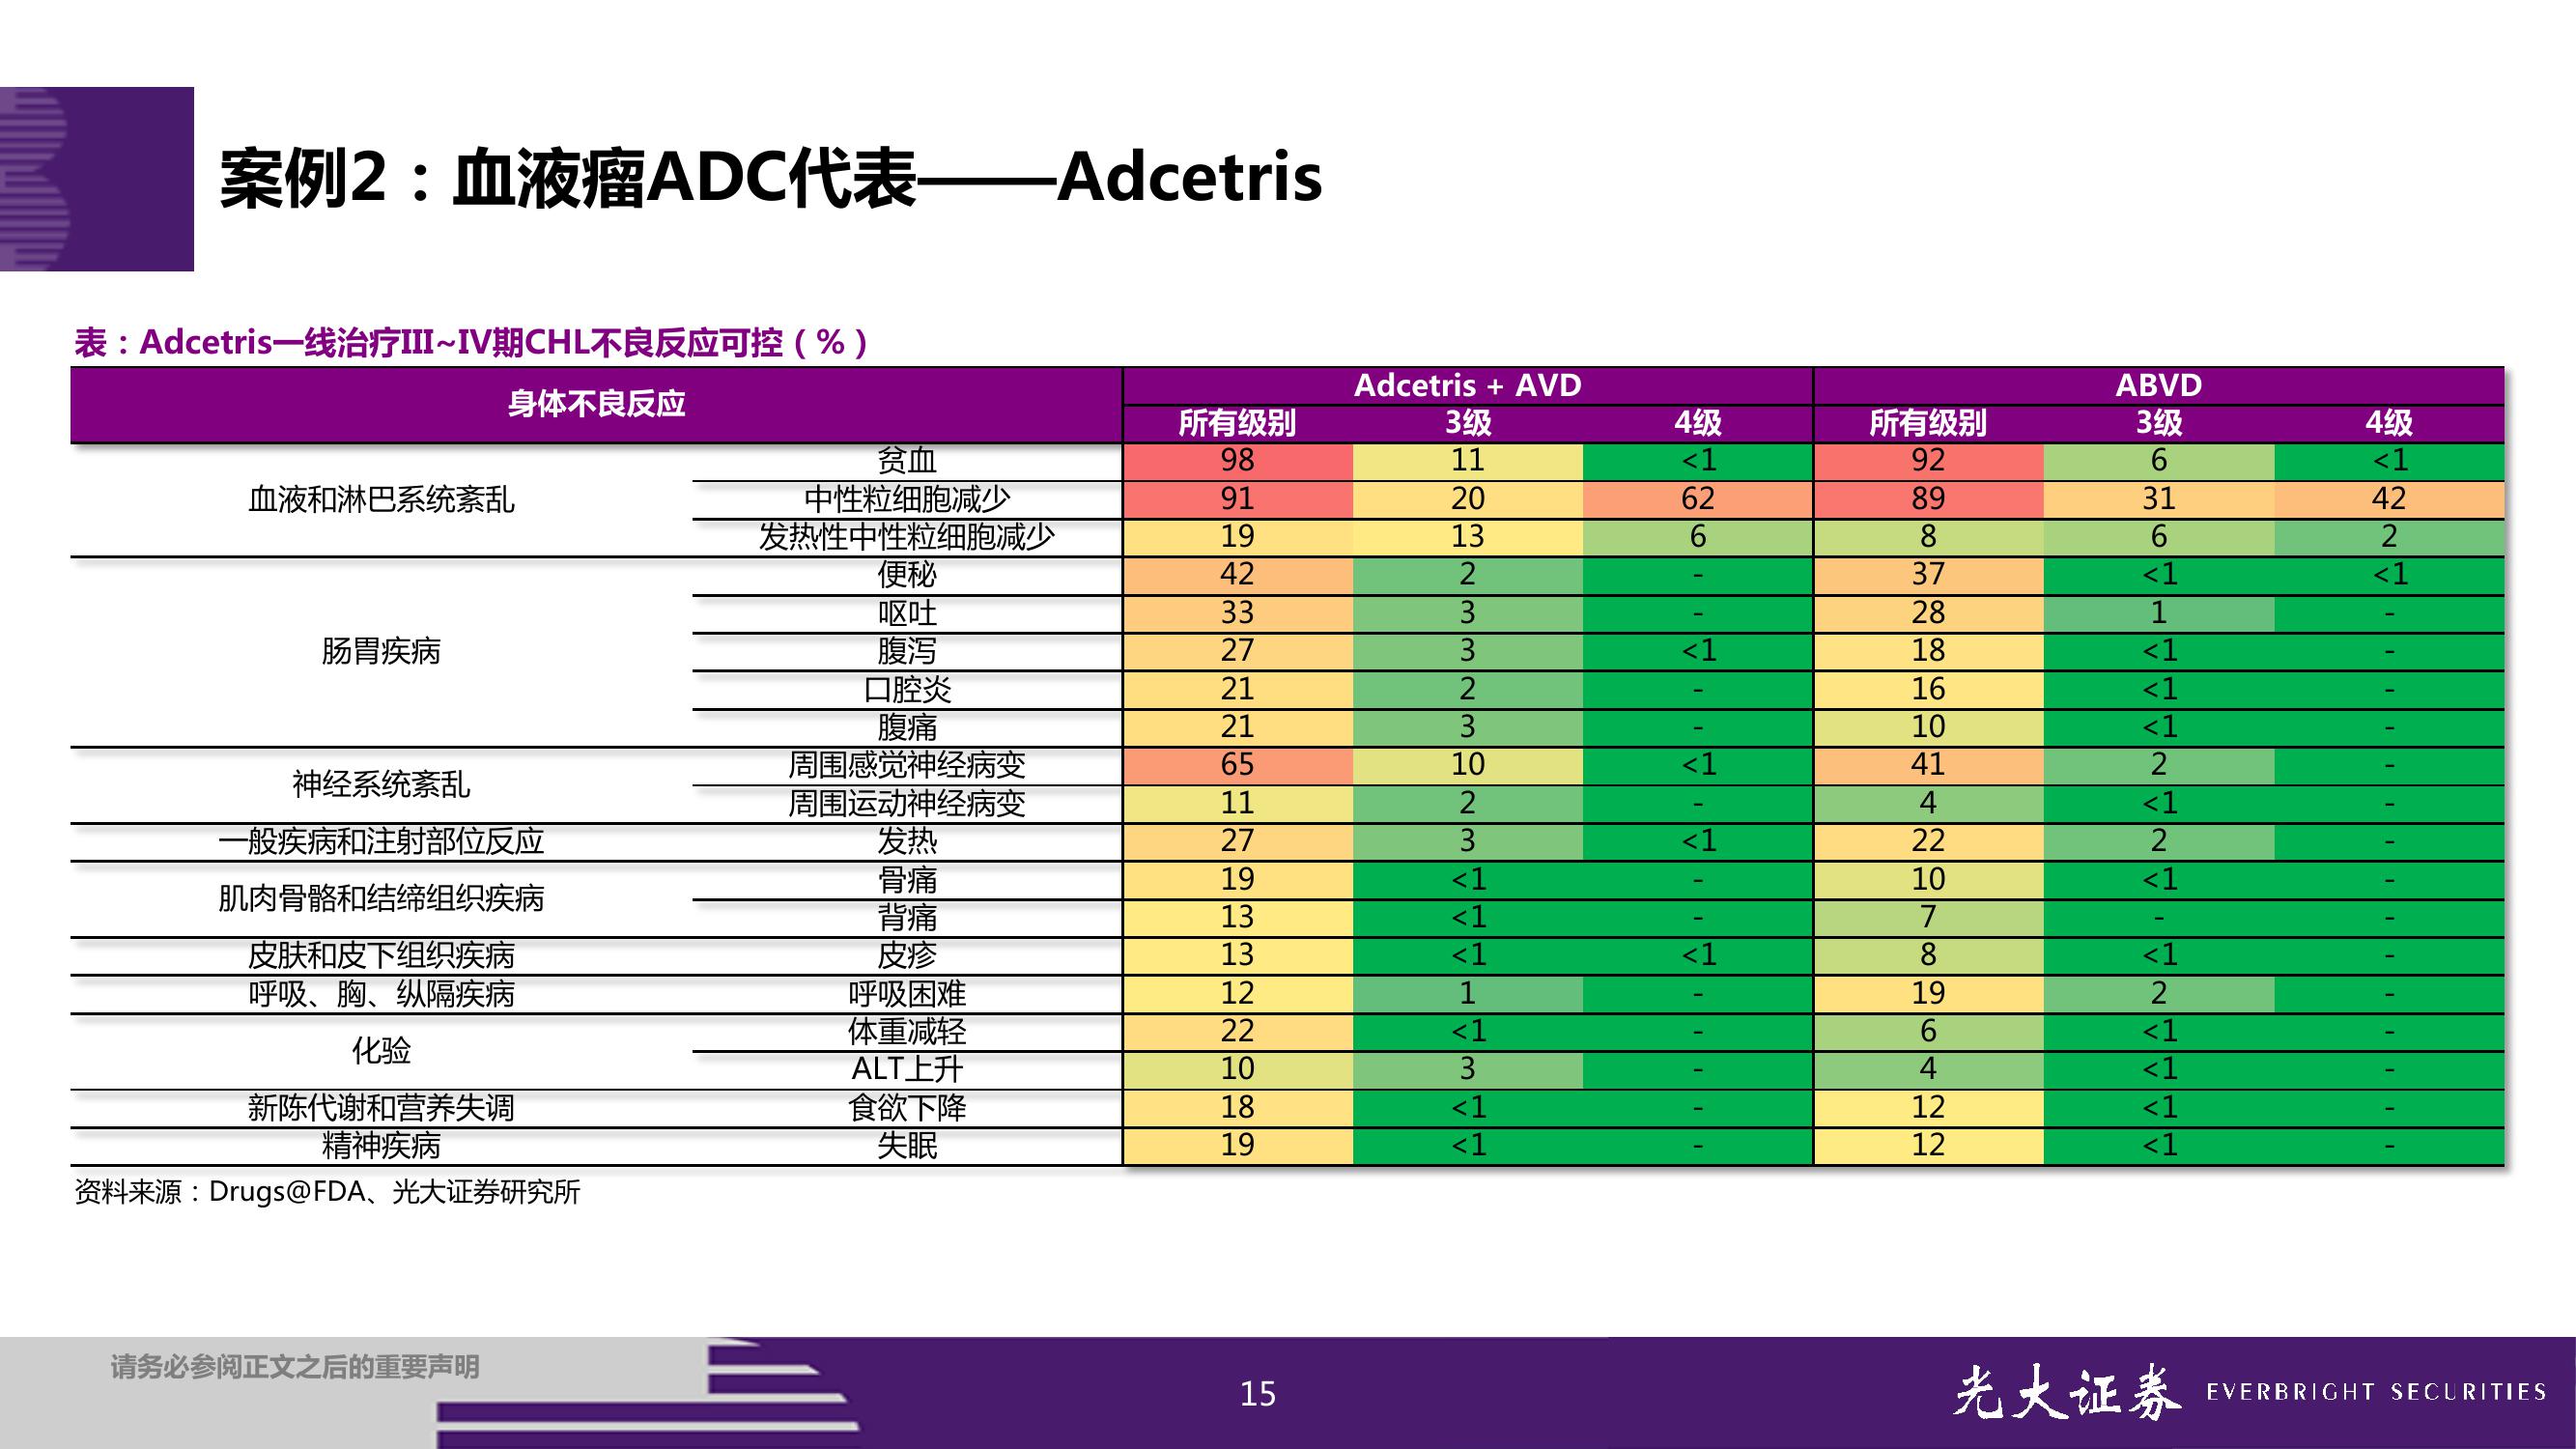 案例2：血液瘤ADC代表——Adcetris
表：Adcetris一线治疗III~IV期CHL不良反应可控（%）
身体不良反应 Adcetris + AVD ABVD
所有级别 3级 4级 所有级别 3级 4级
血液和淋巴系统紊乱 贫血 98 11 <1 92 6 <1
中性粒细胞减少 91 20 62 89 31 42
发热性中性粒细胞减少 19 13 6 8 6 2
肠胃疾病 便秘 42 2 - 37 <1 <1
呕吐 33 3 - 28 1 -
腹泻 27 3 <1 18 <1 -
口腔炎 21 2 - 16 <1 -
腹痛 21 3 - 10 <1 -
神经系统紊乱 周围感觉神经病变 65 10 <1 41 2 -
周围运动神经病变 11 2 - 4 <1 -
一般疾病和注射部位反应 发热 27 3 <1 22 2 -
肌肉骨骼和结缔组织疾病 骨痛 19 <1 - 10 <1 -
背痛 13 <1 - 7 - -
皮肤和皮下组织疾病 皮疹 13 <1 <1 8 <1 -
呼吸、胸、纵隔疾病 呼吸困难 12 1 - 19 2 -
化验 体重减轻 22 <1 - 6 <1 -
ALT上升 10 3 - 4 <1 -
新陈代谢和营养失调 食欲下降 18 <1 - 12 <1 -
精神疾病 失眠 19 <1 - 12 <1 -
资料来源：Drugs@FDA、光大证券研究所
请务必参阅正文之后的重要声明
15
光大证券 EVERBRIGHT SECURITIES